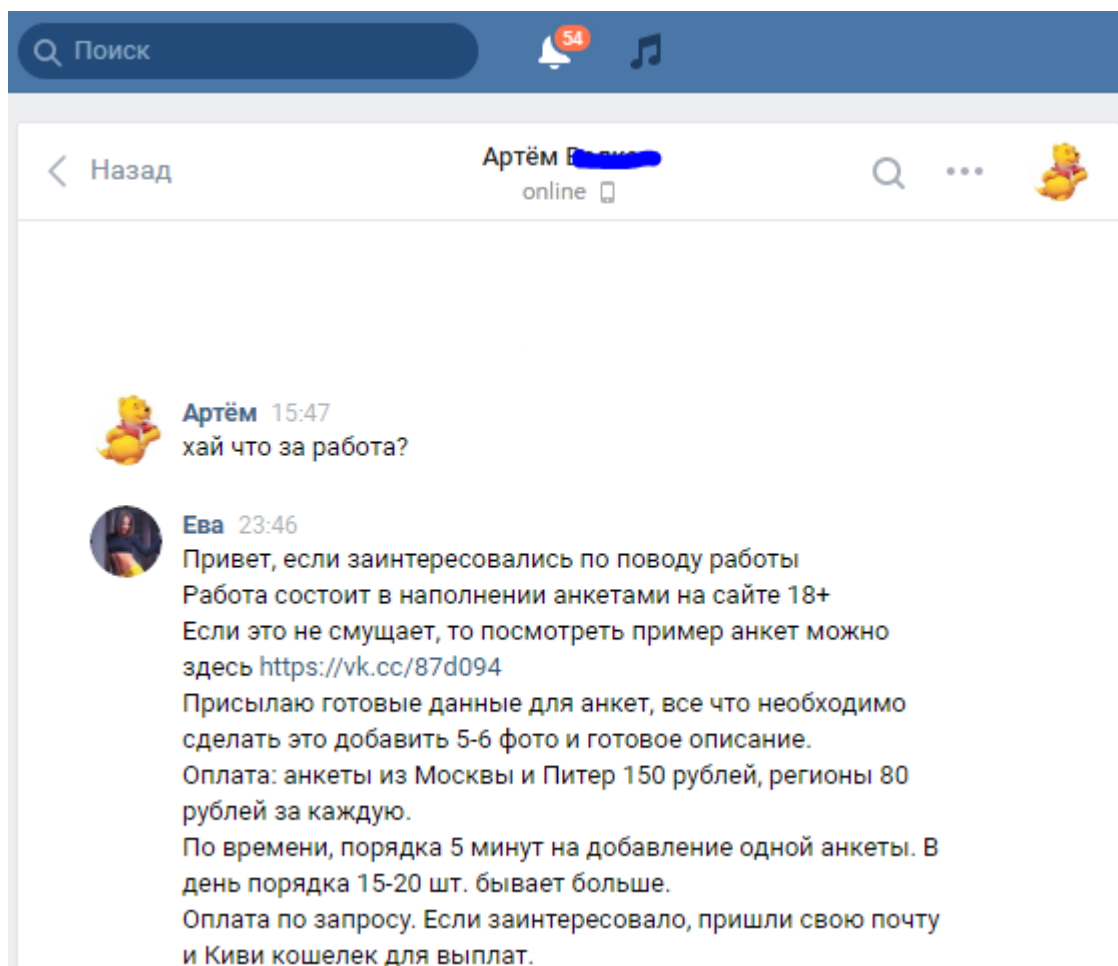 Поиск
54
Назад
Артём
online
Артём 15:47
хай что за работа?
Ева 23:46
Привет, если заинтересовались по поводу работы
Работа состоит в наполнении анкетами на сайте 18+
Если это не смущает, то посмотреть пример анкет можно
здесь https://vk.cc/87d094
Присылаю готовые данные для анкет, все что необходимо
сделать это добавить 5-6 фото и готовое описание.
Оплата: анкеты из Москвы и Питер 150 рублей, регионы 80
рублей за каждую.
По времени, порядка 5 минут на добавление одной анкеты. В
день порядка 15-20 шт. бывает больше.
Оплата по запросу. Если заинтересовало, пришли свою почту
и Киви кошелек для выплат.